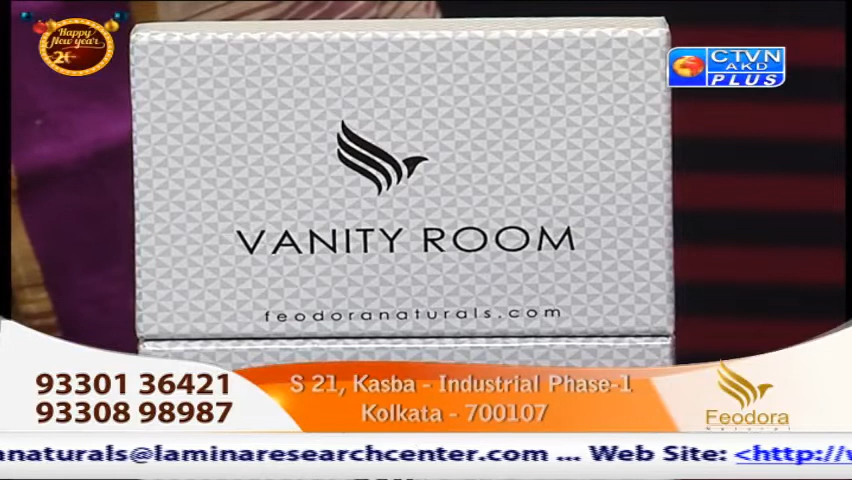 Happy
New year
CTVN
AKD
PLUS
VANITY ROOM
feodoranaturals.com
93301 36421
93308 98987
S 21, Kasba - Industrial Phase-1
Kolkata - 700107
Feodora
anaturals@laminaresearchcenter.com ... Web Site: <http://